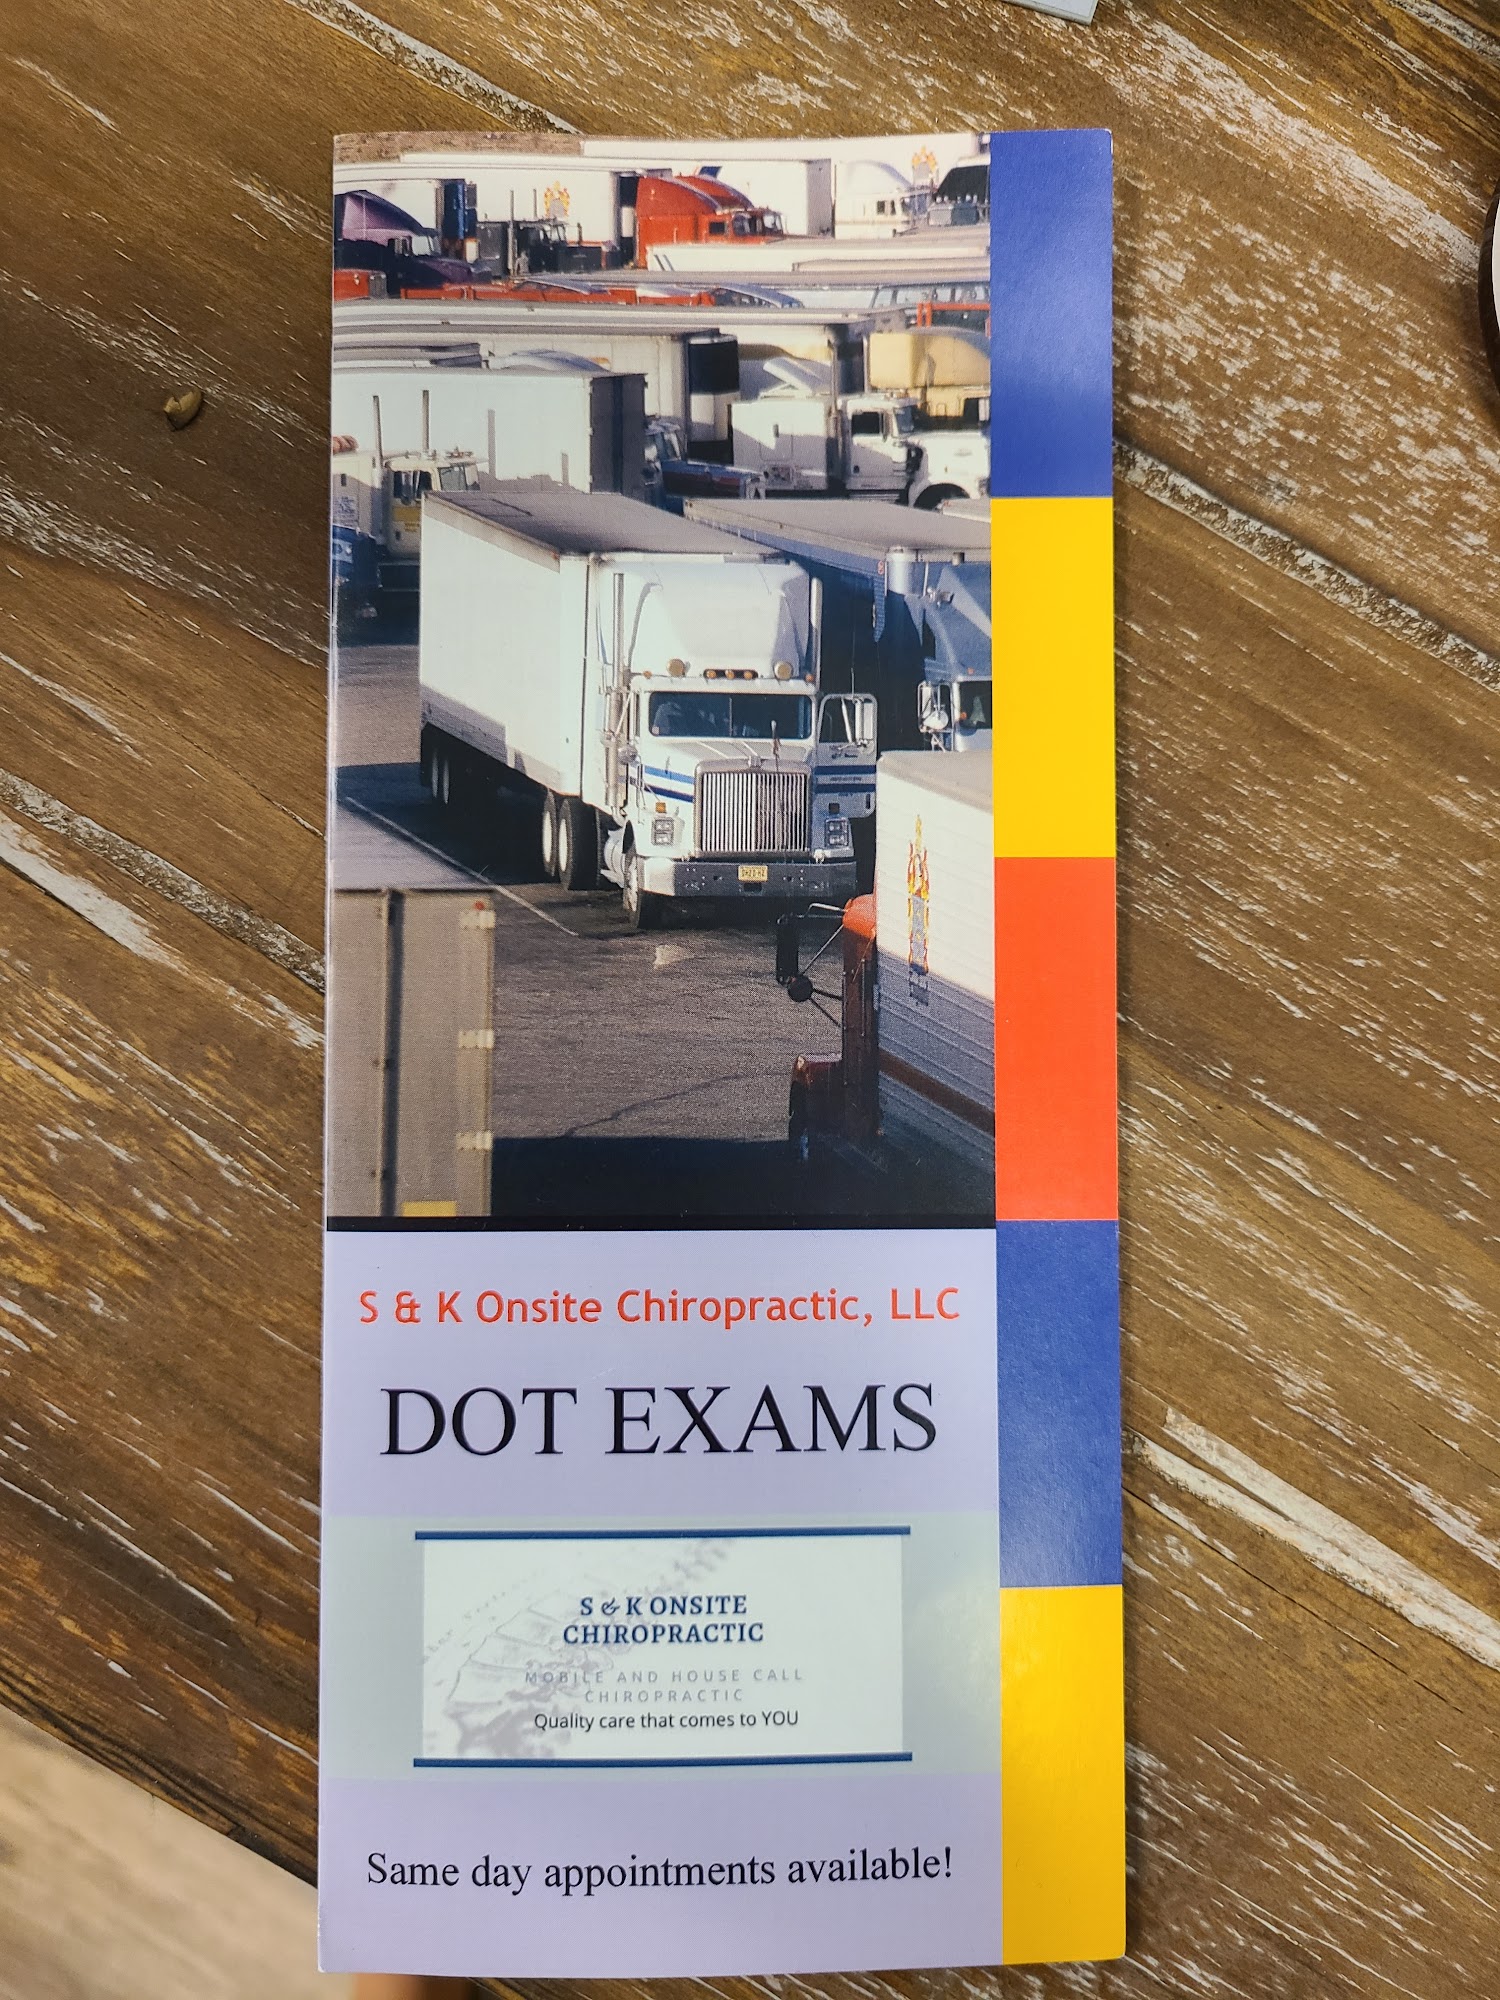 S & K Onsite Chiropractic, LLC
DOT EXAMS
S & K ONSITE
CHIROPRACTIC
MOBILE AND HOUSE CALL
CHIROPRACTIC
Quality care that comes to YOU
Same day appointments available!